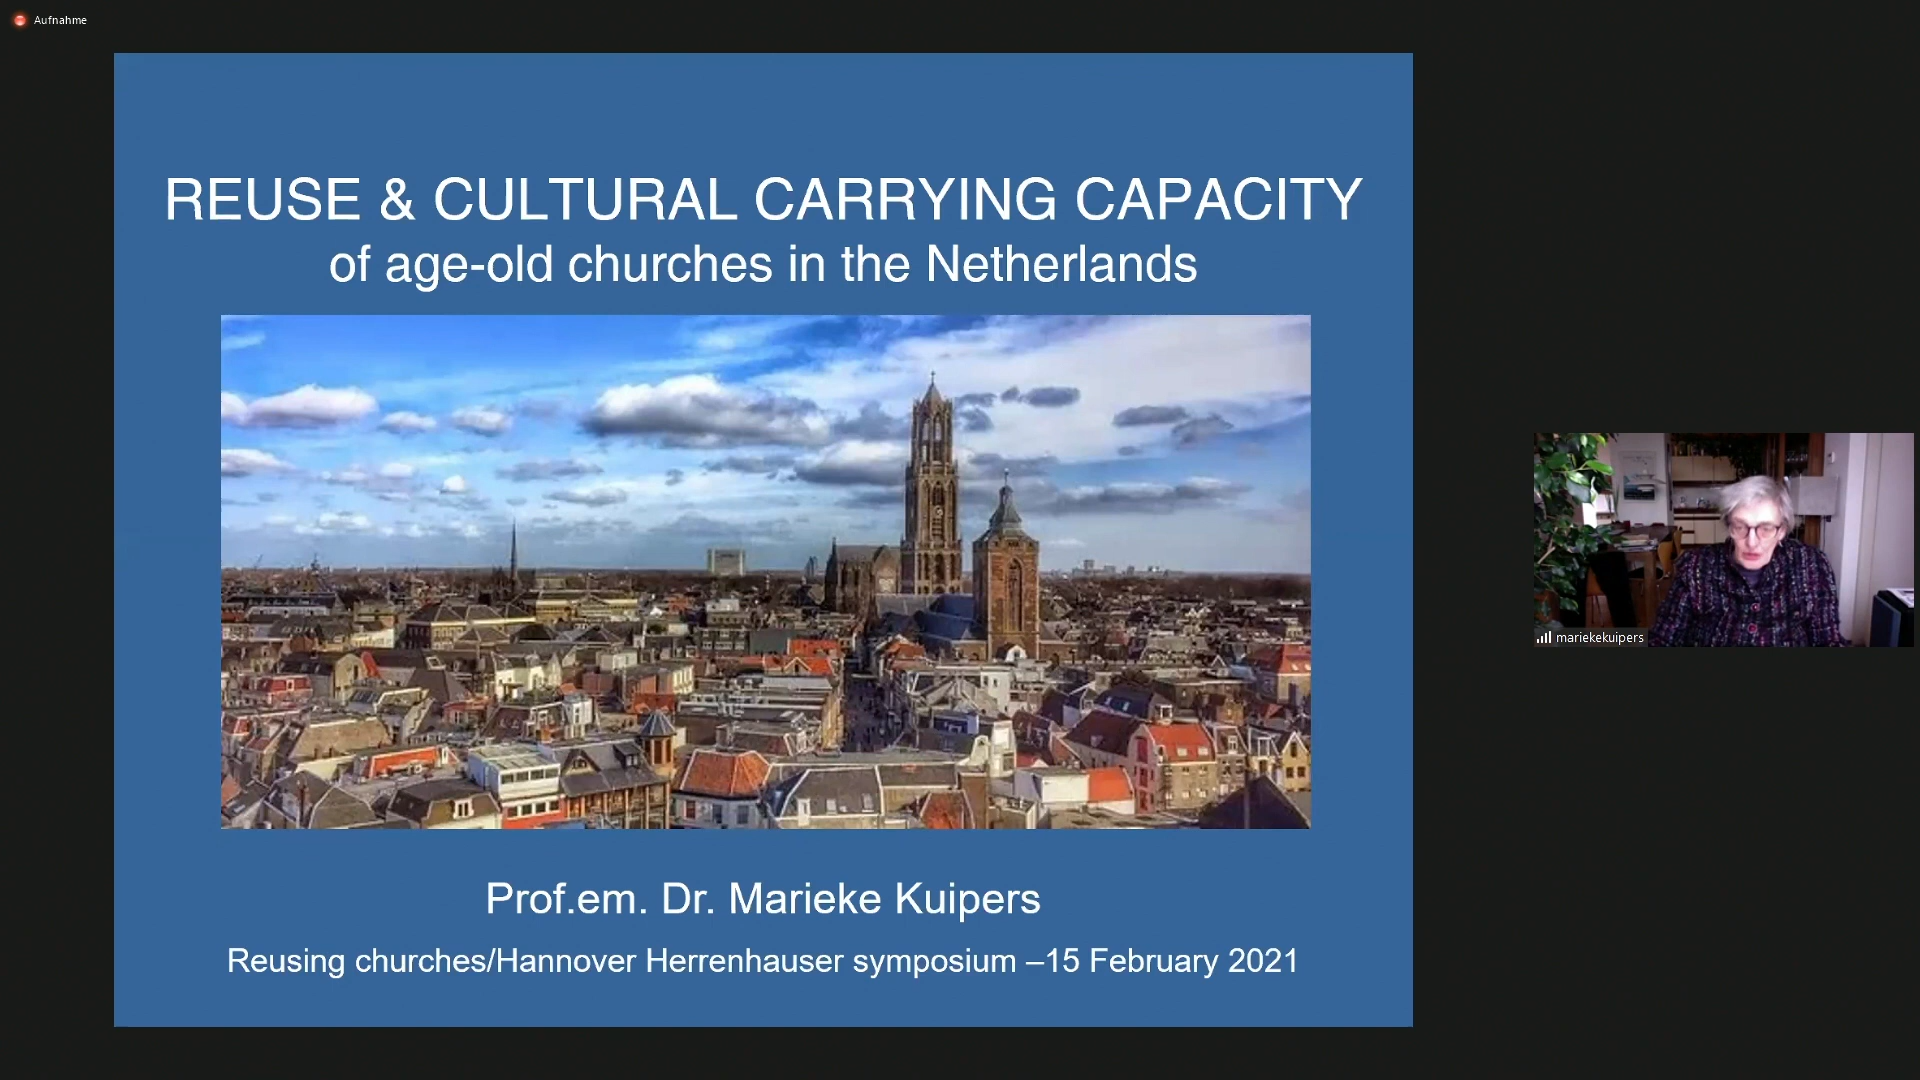 Aufnahme
REUSE & CULTURAL CARRYING CAPACITY
of age-old churches in the Netherlands
Prof.em. Dr. Marieke Kuipers
Reusing churches/Hannover Herrenhauser symposium –15 February 2021
mariekekuipers